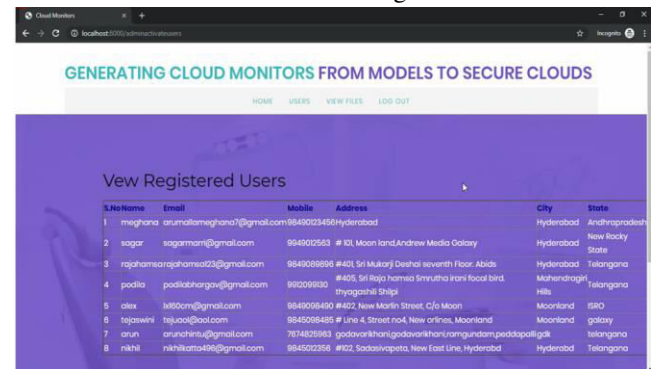 Cloud Monitors
localhost:8000/adminactivateusers
Incognito
GENERATING CLOUD MONITORS FROM MODELS TO SECURE CLOUDS
HOME USERS VIEW FILES LOG OUT
Vew Registered Users
S.No Name Email Mobile Address City State
1 meghana arumallameghana7@gmail.com 98490123456 Hyderabad Hyderabad Andhrapradesh
2 sagar sagarmarri@gmail.com 9949012563 # 101, Moon land,Andrew Media Galaxy Hyderabad New Rocky
State
3 rajahamsa rajahamsa123@gmail.com 9849089896 #401, Sri Mukarji Deshai seventh Floor. Abids Hyderabad Telangana
4 podila podilabhargav@gmail.com 9912099130 #405, Sri Raja hamsa Smrutha irani focal bird.
thyagashili Shilpi Mahendragiri
Hills Telangana
5 alex lx160cm@gmail.com 9849098490 #402, New Marlin Street, C/o Moon Moonland ISRO
6 tejaswini tejuaol@aol.com 9845098485 # Line 4, Street no4, New orlines, Moonland Moonland galaxy
7 arun arunchintu@gmail.com 7674825983 godavarikhani,godavarikhani,ramgundam,peddapalli gdk telangana
8 nikhil nikhilkatta496@gmail.com 9845012356 #102, Sadasivapeta, New East Line, Hyderabd Hyderabd Telangana